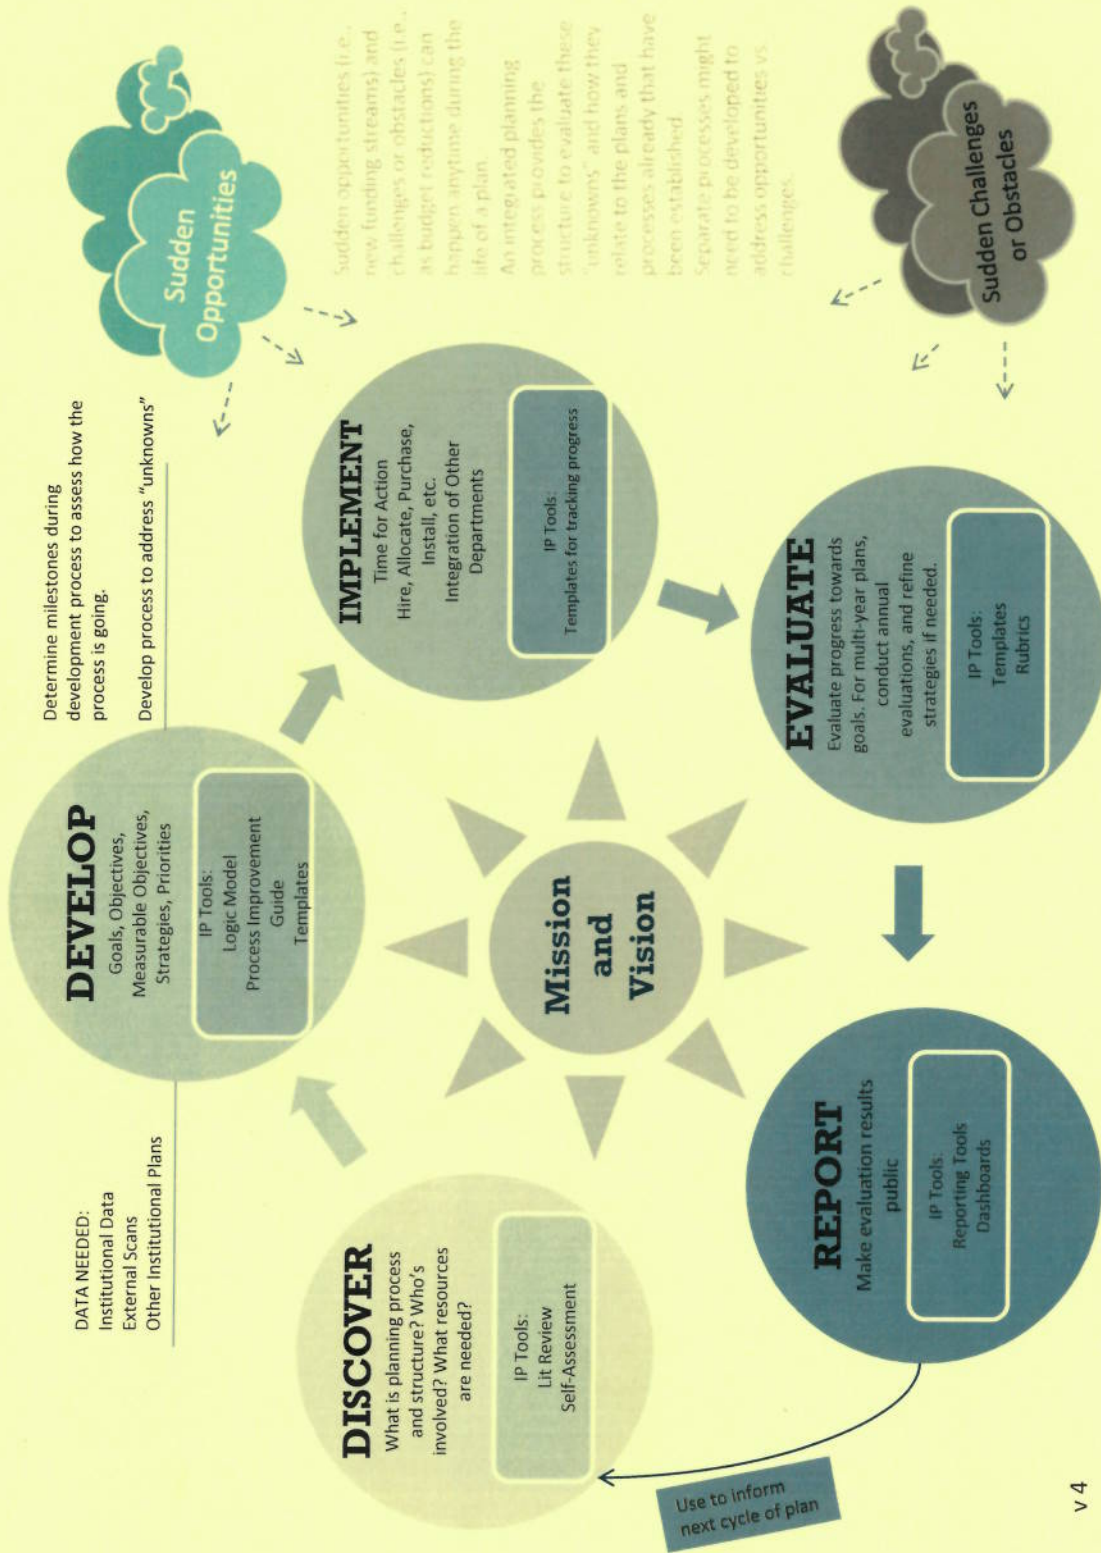 DATA NEEDED:
Institutional Data
External Scans
Other Institutional Plans
DEVELOP
Goals, Objectives,
Measurable Objectives,
Strategies, Priorities
IP Tools:
Logic Model
Process Improvement
Guide
Templates
Determine milestones during
development process to assess how the
process is going.
Develop process to address "unknowns"
Sudden
Opportunities
DISCOVER
What is planning process
and structure? Who's
involved? What resources
are needed?
IP Tools:
Lit Review
Self-Assessment
Mission
and
Vision
IMPLEMENT
Time for Action
Hire, Allocate, Purchase,
Install, etc.
Integration of Other
Departments
IP Tools:
Templates for tracking progress
Sudden opportunities (i.e.,
new funding streams) and
challenges or obstacles (i.e.,
as budget reductions) can
happen anytime during the
life of a plan.
An integrated planning
process provides the
structure to evaluate these
"unknowns" and how they
relate to the plans and
processes already that have
been established.
Separate processes might
need to be developed to
address opportunities vs
challenges.
REPORT
Make evaluation results
public
IP Tools:
Reporting Tools
Dashboards
EVALUATE
Evaluate progress towards
goals. For multi-year plans,
conduct annual
evaluations, and refine
strategies if needed.
IP Tools:
Templates
Rubrics
Sudden Challenges
or Obstacles
Use to inform
next cycle of plan
v 4